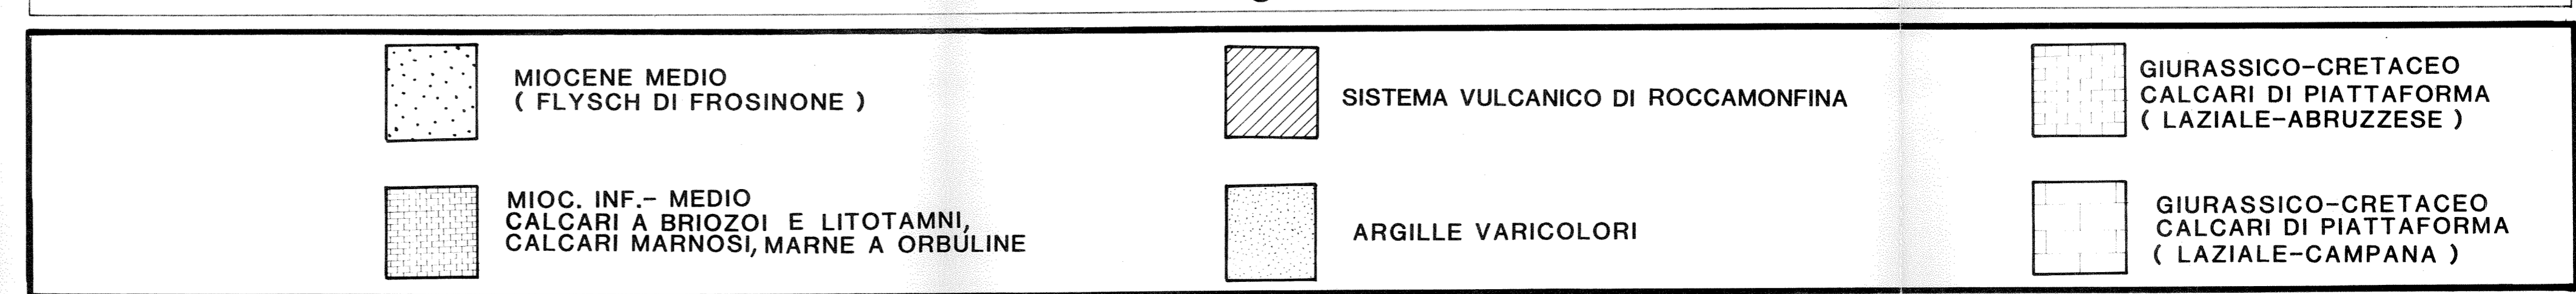 MIOCENE MEDIO
( FLYSCH DI FROSINONE )
MIOC. INF.- MEDIO
CALCARI A BRIOZOI E LITOTAMNI,
CALCARI MARNOSI, MARNE A ORBULINE
SISTEMA VULCANICO DI ROCCAMONFINA
ARGILLE VARICOLORI
GIURASSICO-CRETACEO
CALCARI DI PIATTAFORMA
( LAZIALE-ABRUZZESE )
GIURASSICO-CRETACEO
CALCARI DI PIATTAFORMA
( LAZIALE-CAMPANA )